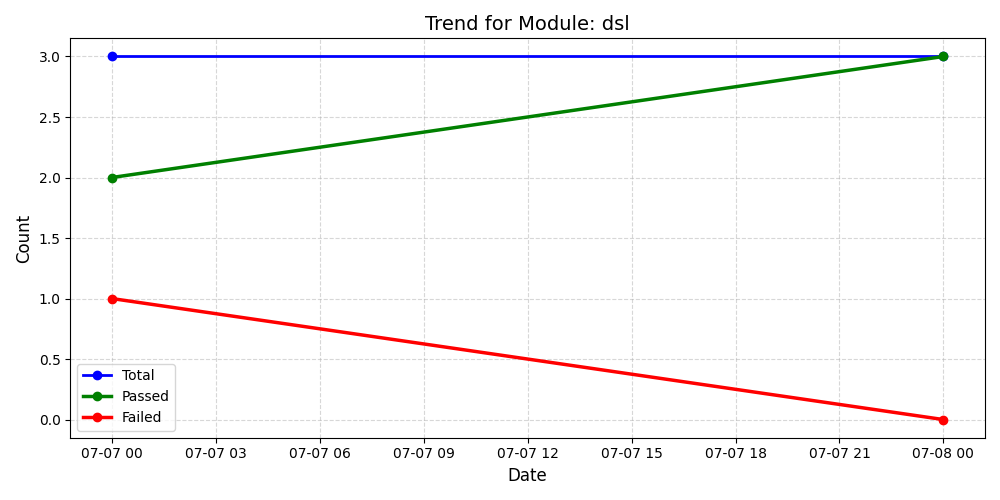 Trend for Module: dsl
Count
3.0
2.5
2.0
1.5
1.0
0.5
0.0
Total
Passed
Failed
07-07 00 07-07 03 07-07 06 07-07 09 07-07 12 07-07 15 07-07 18 07-07 21 07-08 00
Date